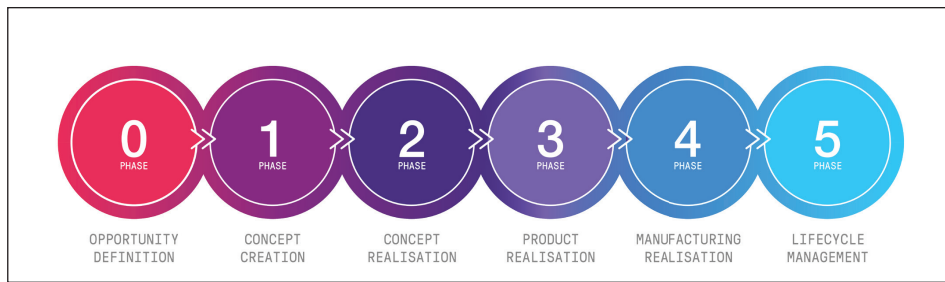 0
PHASE
1
PHASE
2
PHASE
3
PHASE
4
PHASE
5
PHASE
OPPORTUNITY
DEFINITION
CONCEPT
CREATION
CONCEPT
REALISATION
PRODUCT
REALISATION
MANUFACTURING
REALISATION
LIFECYCLE
MANAGEMENT